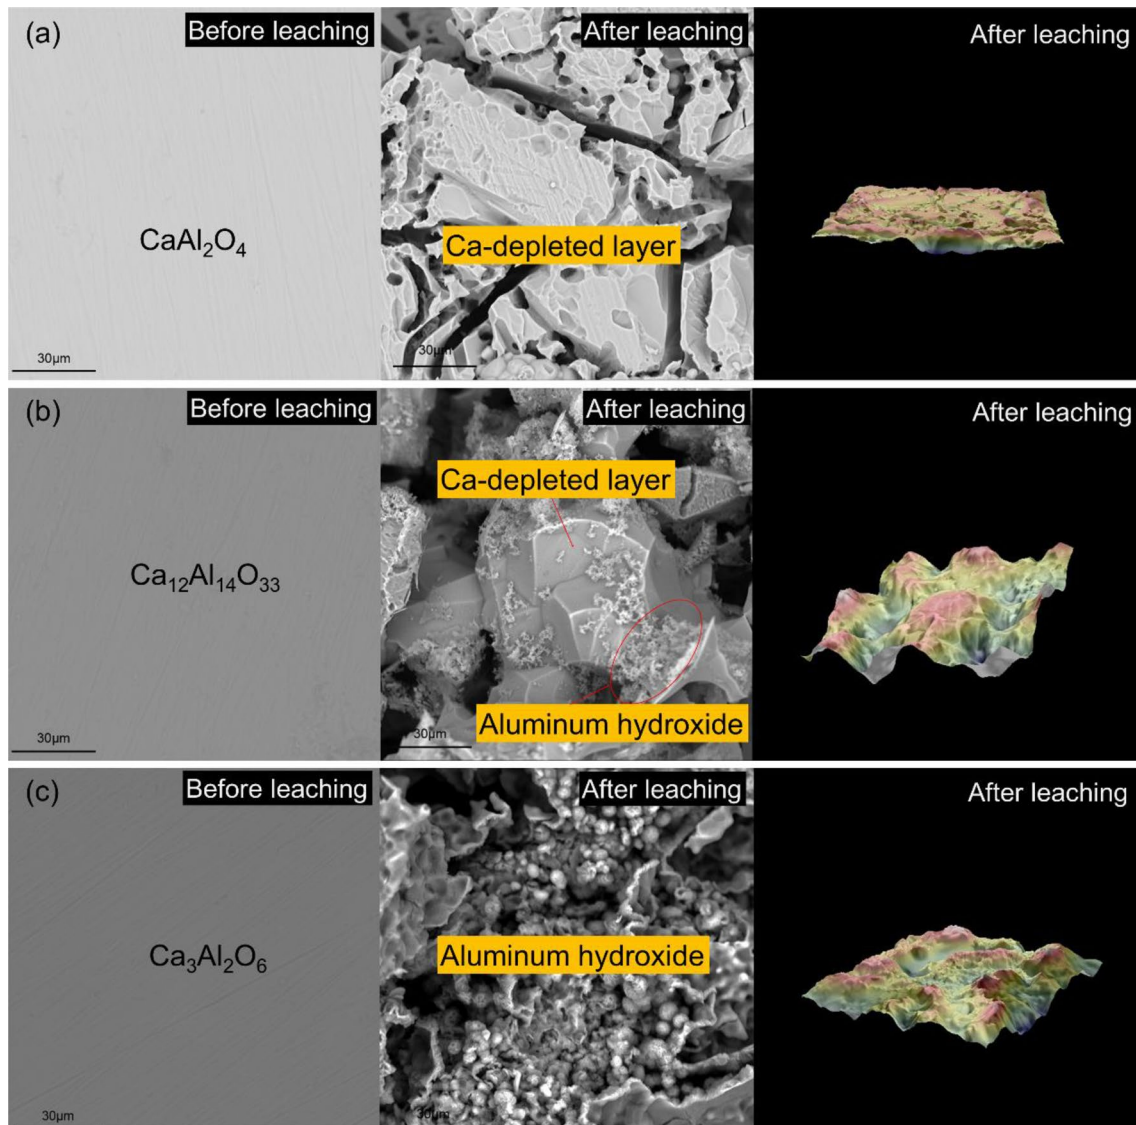 (a)
Before leaching
After leaching
After leaching
CaAl₂O₄
Ca-depleted layer
30μm
30μm
(b)
Before leaching
After leaching
After leaching
Ca-depleted layer
Ca₁₂Al₁₄O₃₃
Aluminum hydroxide
30μm
30μm
(c)
Before leaching
After leaching
After leaching
Ca₃Al₂O₆
Aluminum hydroxide
30μm
30μm